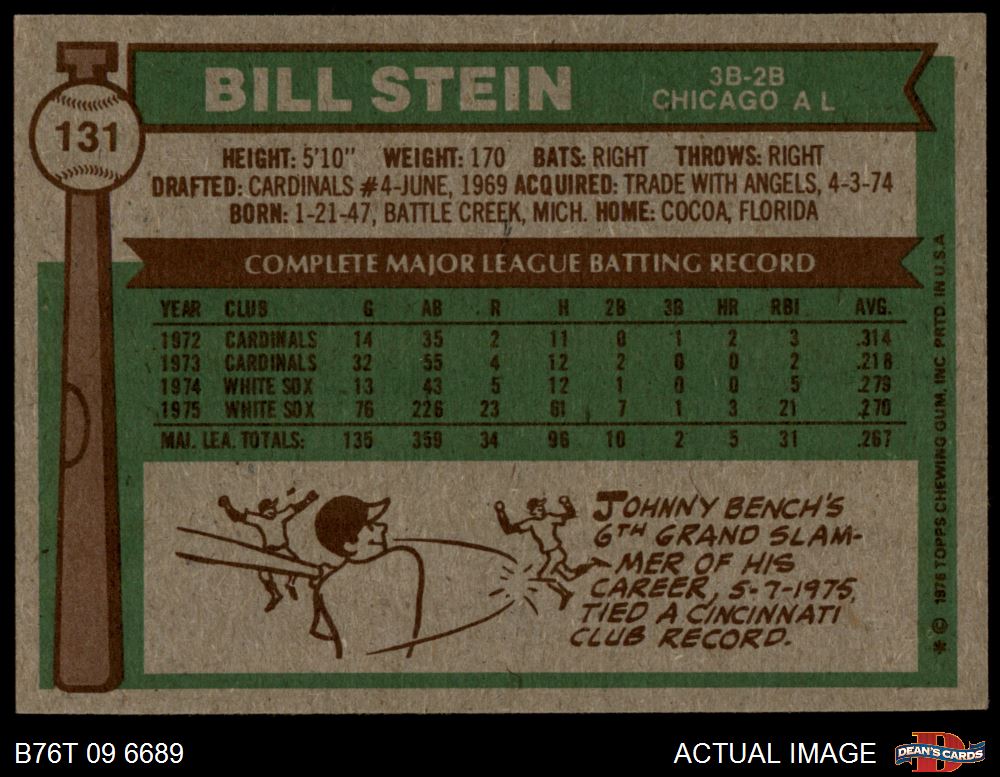 131
BILL STEIN
3B-2B
CHICAGO A L
HEIGHT: 5'10" WEIGHT: 170 BATS: RIGHT THROWS: RIGHT
DRAFTED: CARDINALS #4-JUNE, 1969 ACQUIRED: TRADE WITH ANGELS, 4-3-74
BORN: 1-21-47, BATTLE CREEK, MICH. HOME: COCOA, FLORIDA
COMPLETE MAJOR LEAGUE BATTING RECORD
YEAR CLUB G AB R H 2B 3B HR RBI AVG.
1972 CARDINALS 14 35 2 11 0 1 2 3 .314
1973 CARDINALS 32 55 4 12 2 0 0 2 .218
1974 WHITE SOX 13 43 5 12 1 0 0 5 .279
1975 WHITE SOX 76 226 23 61 7 1 3 21 .270
MAJ. LEA. TOTALS: 135 359 34 96 10 2 5 31 .267
JOHNNY BENCH'S
6TH GRAND SLAM-
MER OF HIS
CAREER, 5-7-1975,
TIED A CINCINNATI
CLUB RECORD.
* © 1976 TOPPS CHEWING GUM, INC PRTD. IN U.S.A
B76T 09 6689
ACTUAL IMAGE
D
DEAN'S CARDS